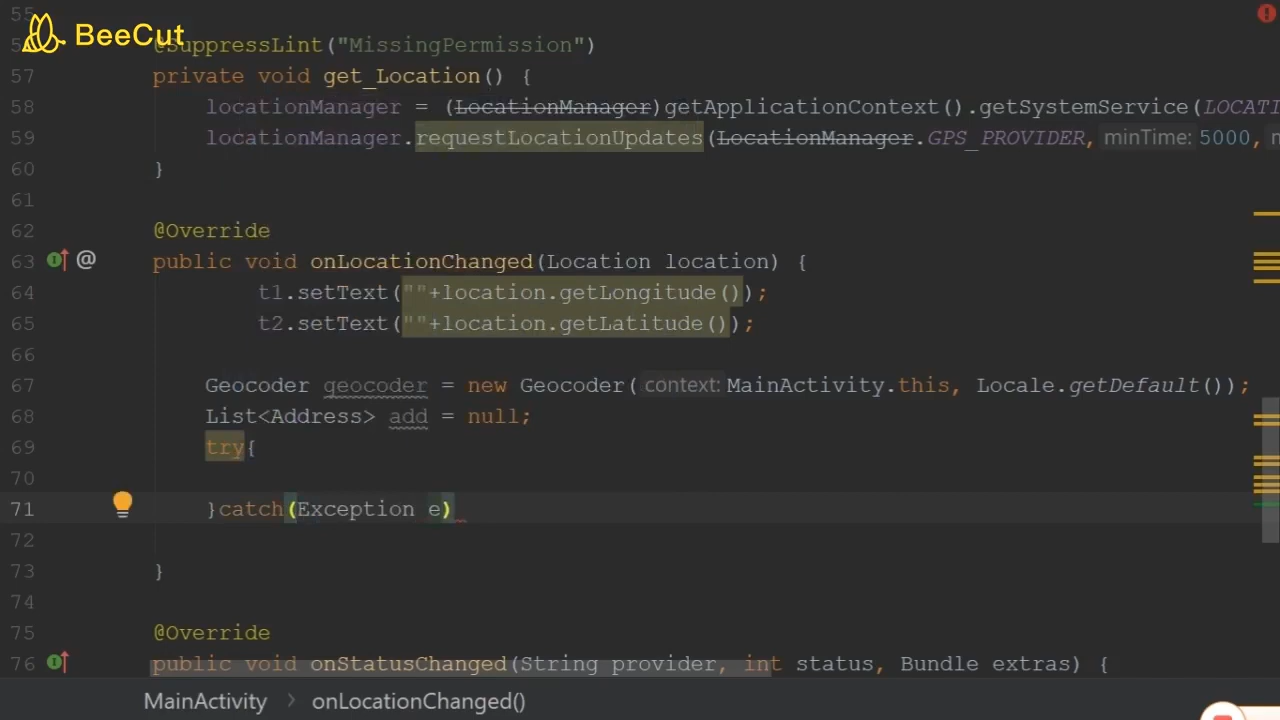 BeeCut
55
@SuppressLint("MissingPermission")
57 private void get_Location() {
58 locationManager = (LocationManager)getApplicationContext().getSystemService(LOCATI
59 locationManager.requestLocationUpdates(LocationManager.GPS_PROVIDER, minTime: 5000,
60 }
61
62 @Override
63 @ public void onLocationChanged(Location location) {
64 t1.setText(""+location.getLongitude());
65 t2.setText(""+location.getLatitude());
66
67 Geocoder geocoder = new Geocoder( context: MainActivity.this, Locale.getDefault());
68 List<Address> add = null;
69 try{
70
71 }catch(Exception e)
72
73 }
74
75 @Override
76 public void onStatusChanged(String provider, int status, Bundle extras) {
MainActivity > onLocationChanged()